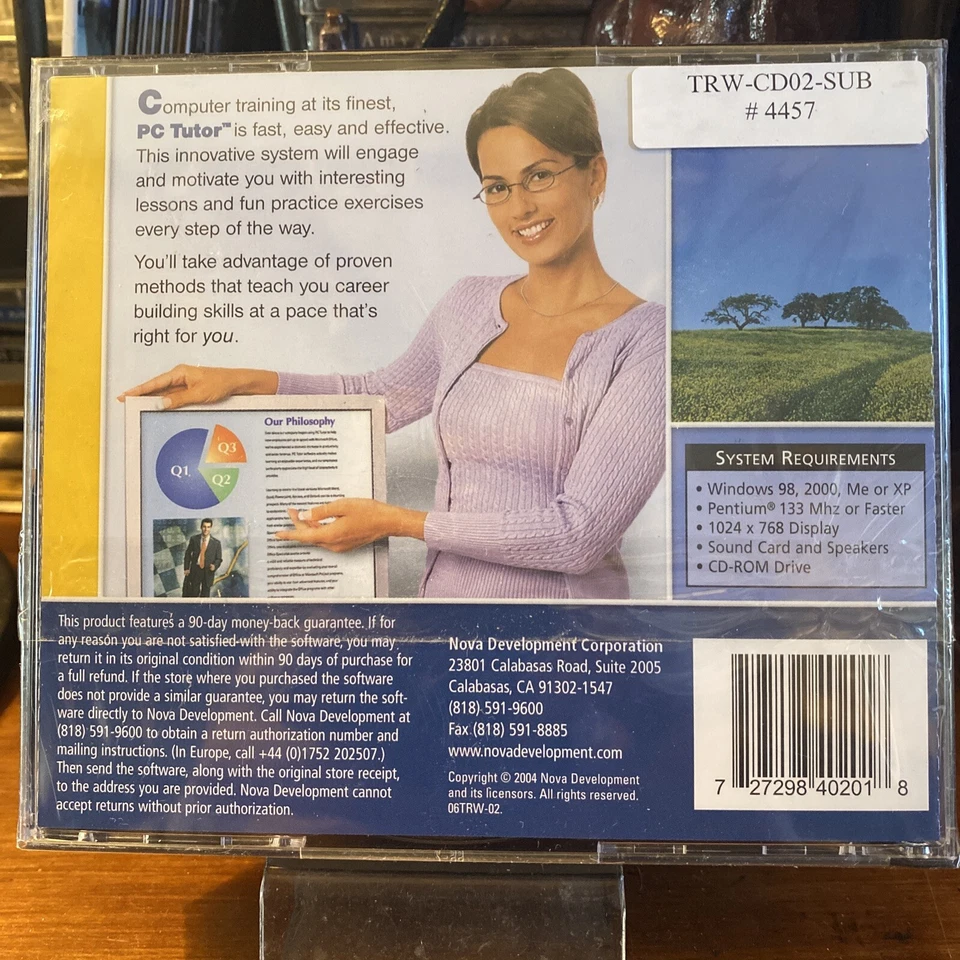 TRW-CD02-SUB
# 4457
Computer training at its finest,
PC Tutor™ is fast, easy and effective.
This innovative system will engage
and motivate you with interesting
lessons and fun practice exercises
every step of the way.
You'll take advantage of proven
methods that teach you career
building skills at a pace that's
right for you.
Our Philosophy
Q1
Q3
Q2
SYSTEM REQUIREMENTS
• Windows 98, 2000, Me or XP
• Pentium® 133 Mhz or Faster
• 1024 x 768 Display
• Sound Card and Speakers
• CD-ROM Drive
This product features a 90-day money-back guarantee. If for
any reason you are not satisfied with the software, you may
return it in its original condition within 90 days of purchase for
a full refund. If the store where you purchased the software
does not provide a similar guarantee, you may return the soft-
ware directly to Nova Development. Call Nova Development at
(818) 591-9600 to obtain a return authorization number and
mailing instructions. (In Europe, call +44 (0)1752 202507.)
Then send the software, along with the original store receipt,
to the address you are provided. Nova Development cannot
accept returns without prior authorization.
Nova Development Corporation
23801 Calabasas Road, Suite 2005
Calabasas, CA 91302-1547
(818) 591-9600
Fax (818) 591-8885
www.novadevelopment.com
Copyright © 2004 Nova Development
and its licensors. All rights reserved.
06TRW-02.
7 27298 40201 8